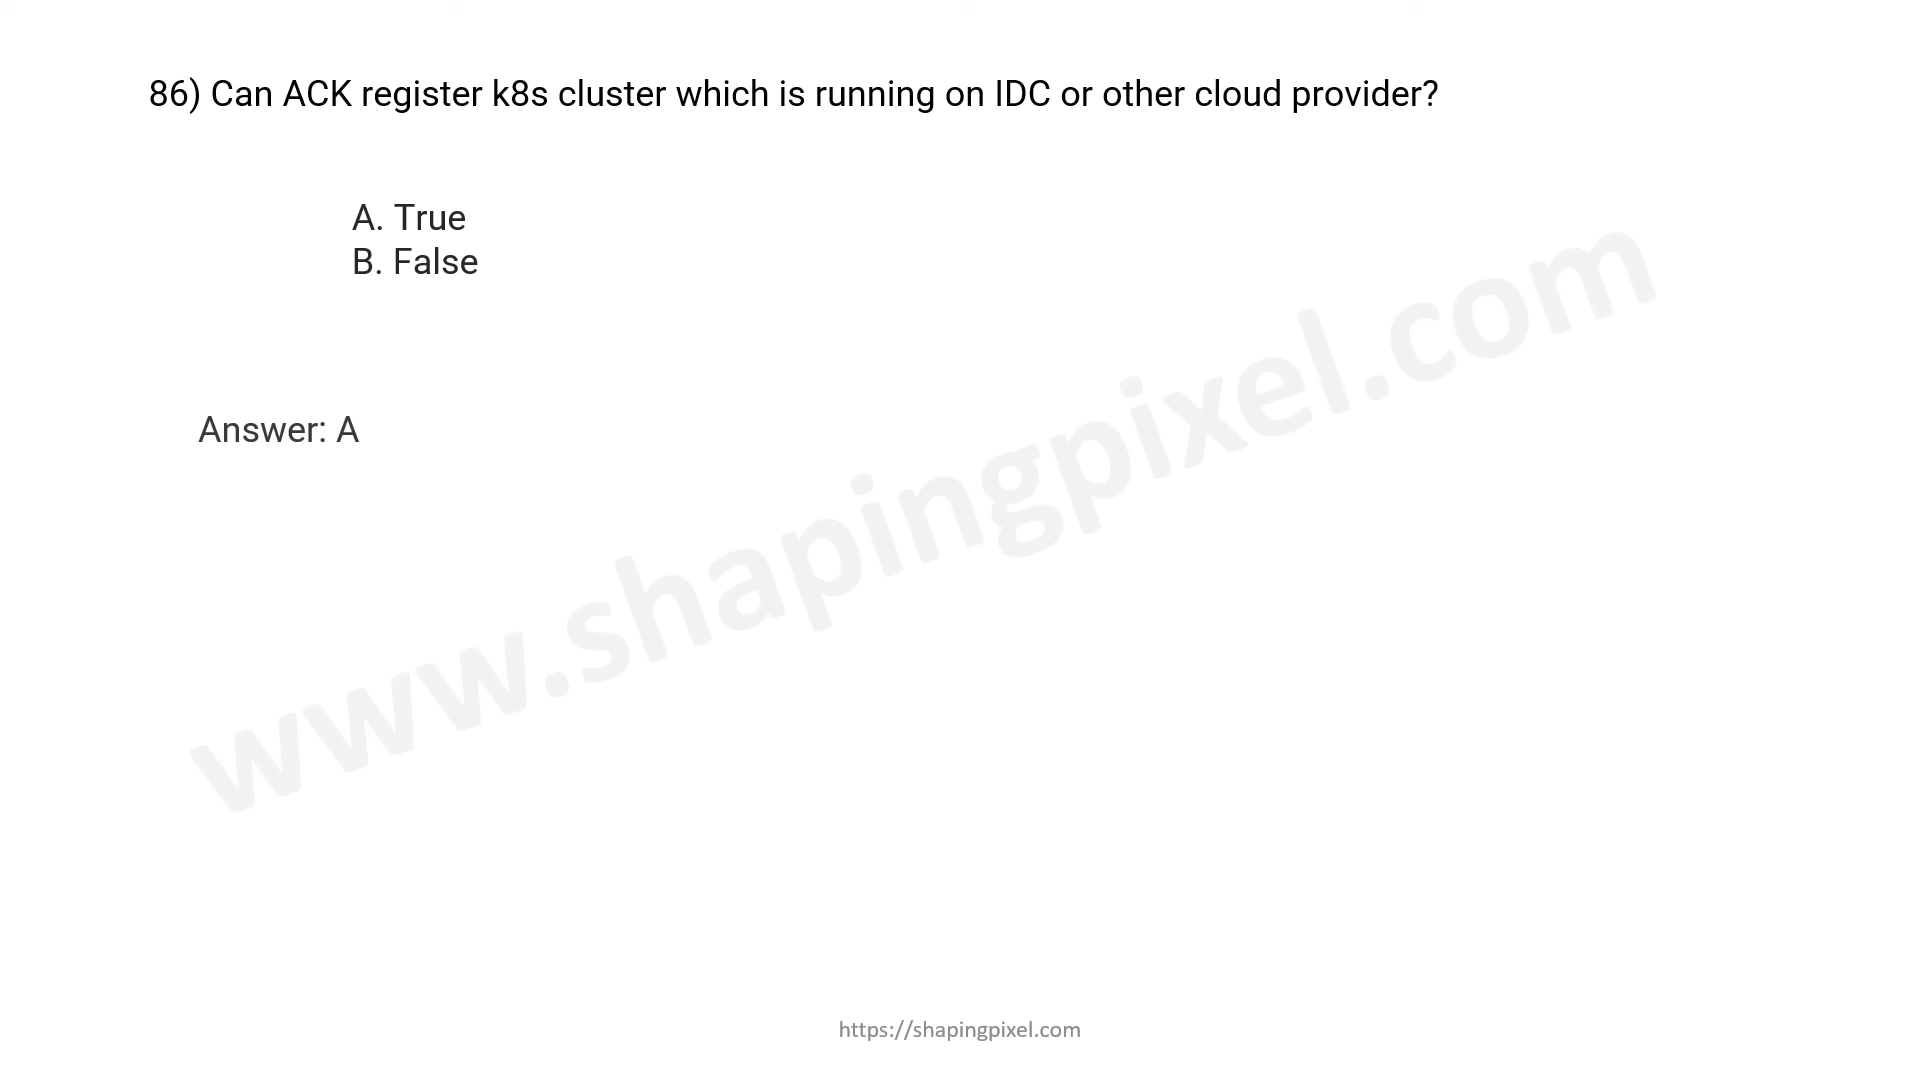 86) Can ACK register k8s cluster which is running on IDC or other cloud provider?
A. True
B. False
Answer: A
www.shapingpixel.com
https://shapingpixel.com